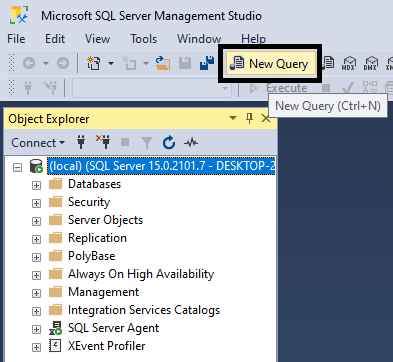 Microsoft SQL Server Management Studio
File Edit View Tools Window Help
New Query
MDX DMX
Execute
New Query (Ctrl+N)
Object Explorer
Connect
(local) (SQL Server 15.0.2101.7 - DESKTOP-2
Databases
Security
Server Objects
Replication
PolyBase
Always On High Availability
Management
Integration Services Catalogs
SQL Server Agent
XEvent Profiler